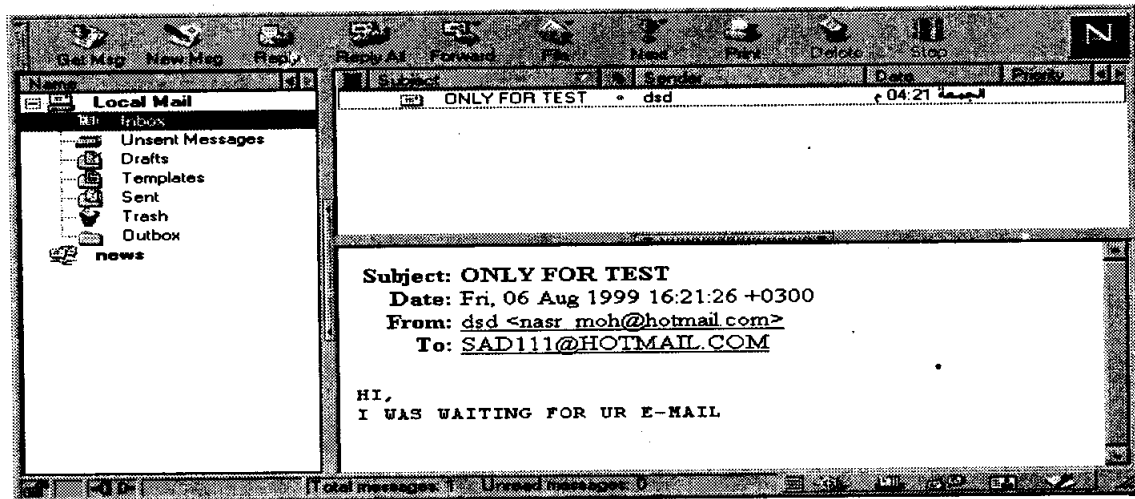 Get Msg New Msg Reply Reply All Forward File Next Print Delete Stop N
Name
Subject Sender Date Priority
Local Mail
Inbox
Unsent Messages
Drafts
Templates
Sent
Trash
Outbox
news
ONLY FOR TEST dsd الجمعة 04:21 م
Subject: ONLY FOR TEST
Date: Fri, 06 Aug 1999 16:21:26 +0300
From: dsd <nasr_moh@hotmail.com>
To: SAD111@HOTMAIL.COM
HI,
I WAS WAITING FOR UR E-MAIL
Total messages: 1 Unread messages: 0